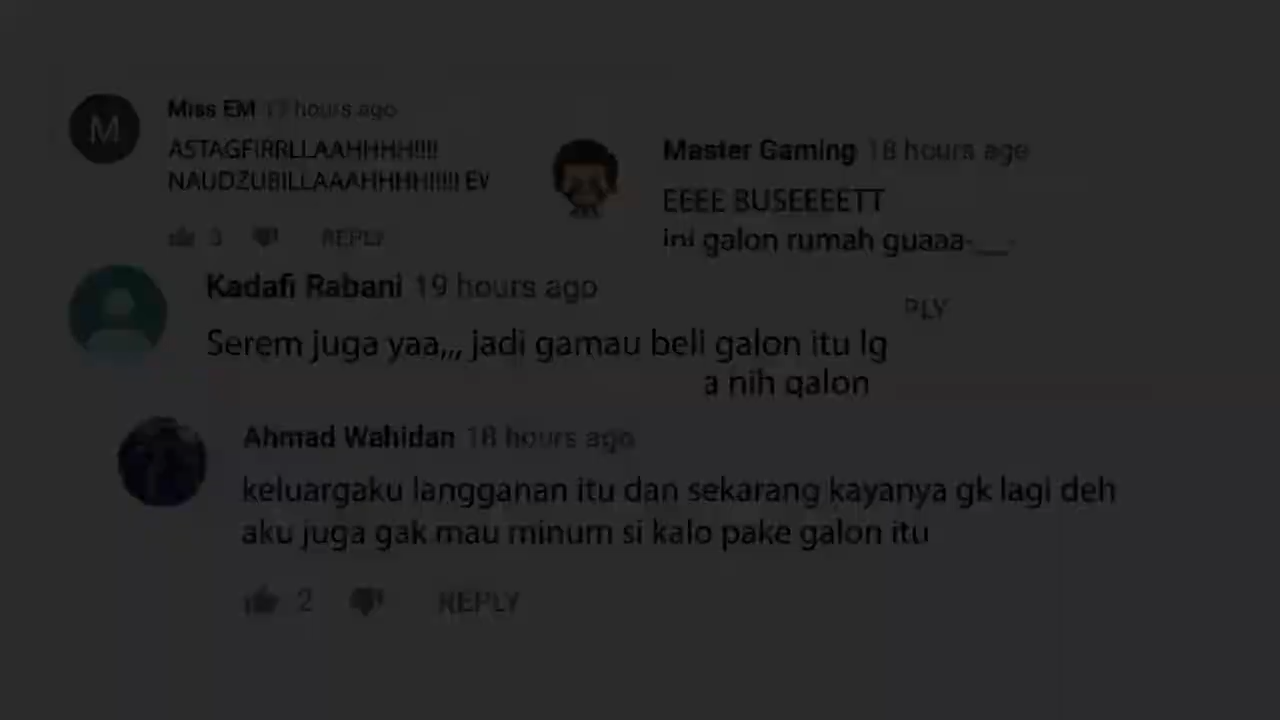 Miss EM 17 hours ago
M
ASTAGFIRRLLAAHHHH!!!!
NAUDZUBILLAAAHHHH!!!!! EV
3 REPLY
Master Gaming 18 hours ago
EEEE BUSEEEETT
ini galon rumah guaaa-___-
PLY
Kadafi Rabani 19 hours ago
Serem juga yaa,,, jadi gamau beli galon itu lg
a nih galon
Ahmad Wahidan 18 hours ago
keluargaku langganan itu dan sekarang kayanya gk lagi deh
aku juga gak mau minum si kalo pake galon itu
2 REPLY